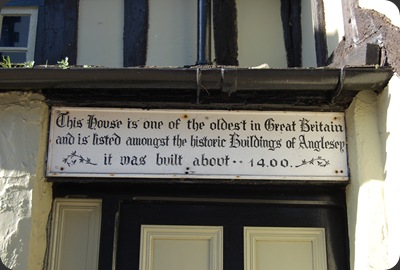 This House is one of the oldest in Great Britain
and is listed amongst the historic Buildings of Anglesey
it was built about·· 1400.